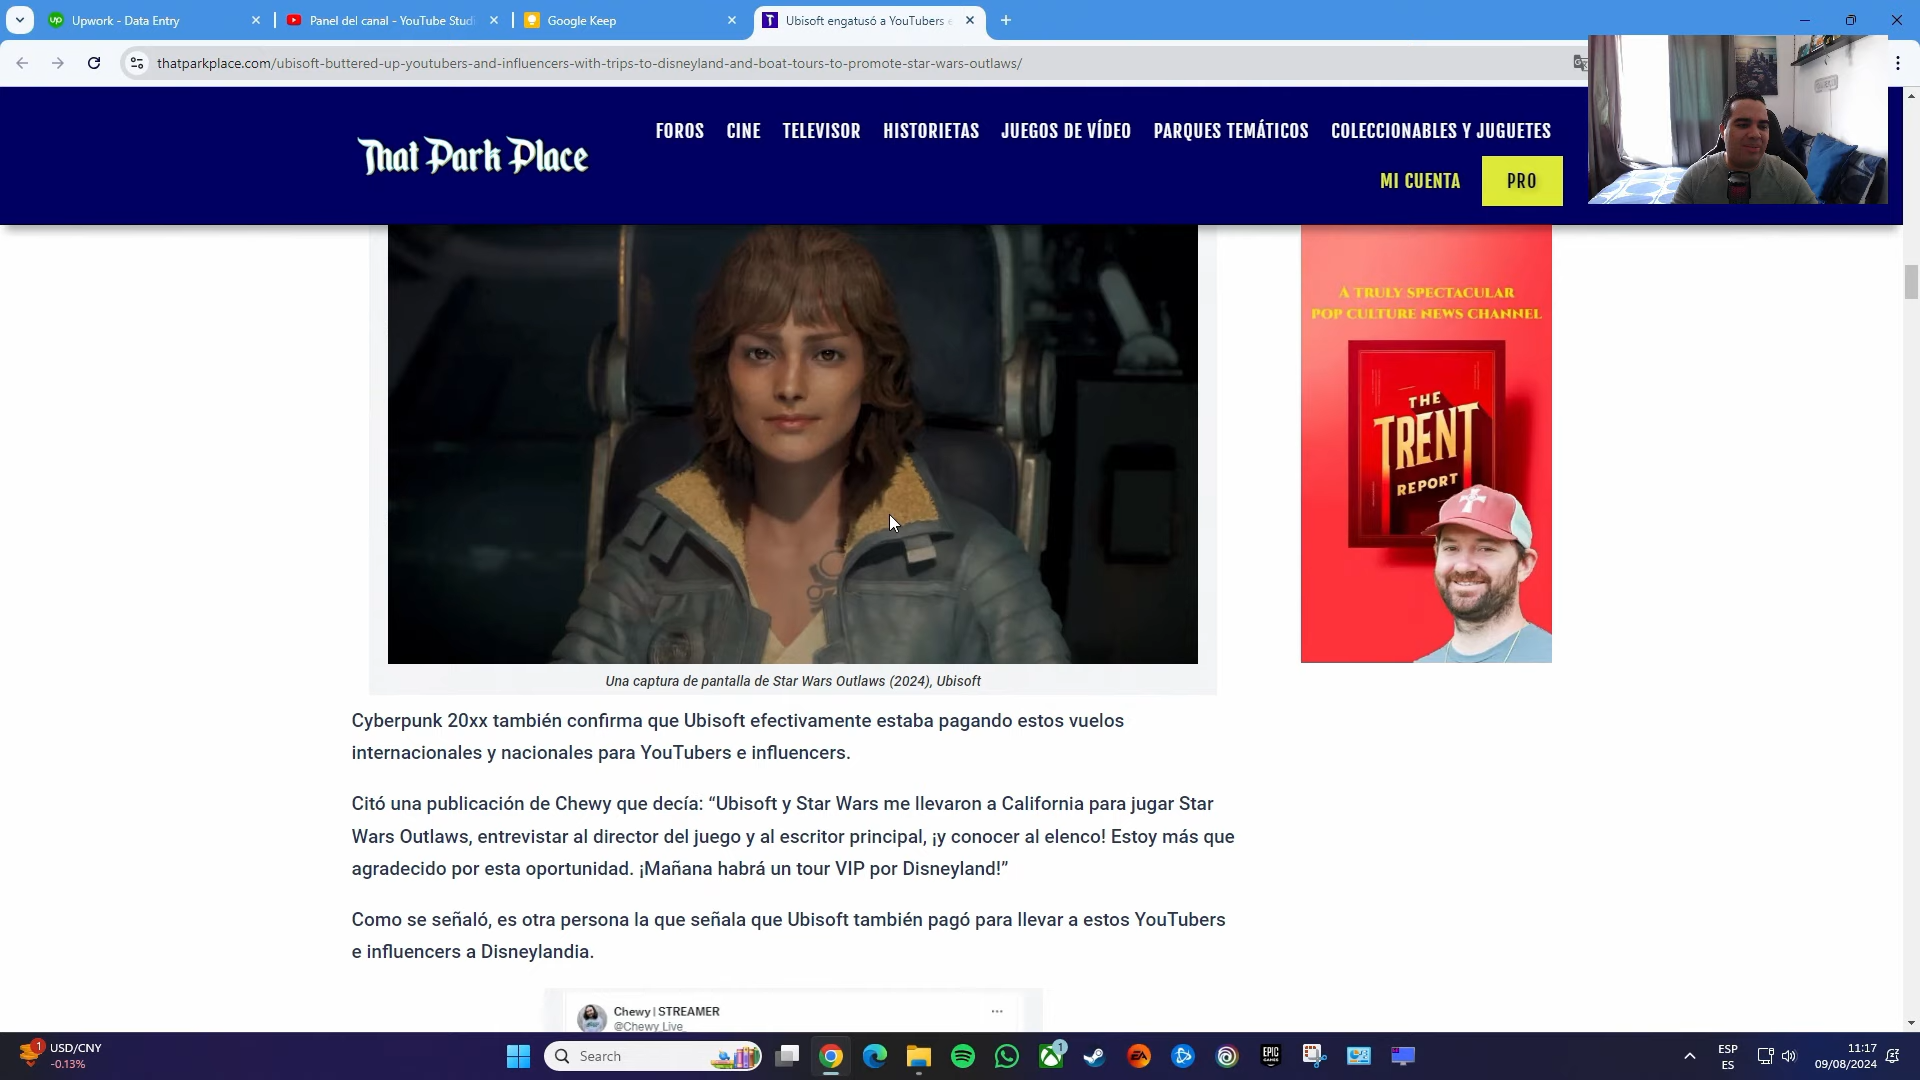 Upwork - Data Entry
Panel del canal - YouTube Studi
Google Keep
Ubisoft engatusó a YouTubers e
thatparkplace.com/ubisoft-buttered-up-youtubers-and-influencers-with-trips-to-disneyland-and-boat-tours-to-promote-star-wars-outlaws/
That Park Place
FOROS CINE TELEVISOR HISTORIETAS JUEGOS DE VÍDEO PARQUES TEMÁTICOS COLECCIONABLES Y JUGUETES
MI CUENTA PRO
A TRULY SPECTACULAR
POP CULTURE NEWS CHANNEL
THE
TRENT
REPORT
Una captura de pantalla de Star Wars Outlaws (2024), Ubisoft
Cyberpunk 20xx también confirma que Ubisoft efectivamente estaba pagando estos vuelos
internacionales y nacionales para YouTubers e influencers.
Citó una publicación de Chewy que decía: “Ubisoft y Star Wars me llevaron a California para jugar Star
Wars Outlaws, entrevistar al director del juego y al escritor principal, ¡y conocer al elenco! Estoy más que
agradecido por esta oportunidad. ¡Mañana habrá un tour VIP por Disneyland!”
Como se señaló, es otra persona la que señala que Ubisoft también pagó para llevar a estos YouTubers
e influencers a Disneylandia.
Chewy | STREAMER
@Chewy_Live_
1
USD/CNY
-0.13%
Search
1
EA
EPIC
GAMES
ESP
ES
11:17
09/08/2024